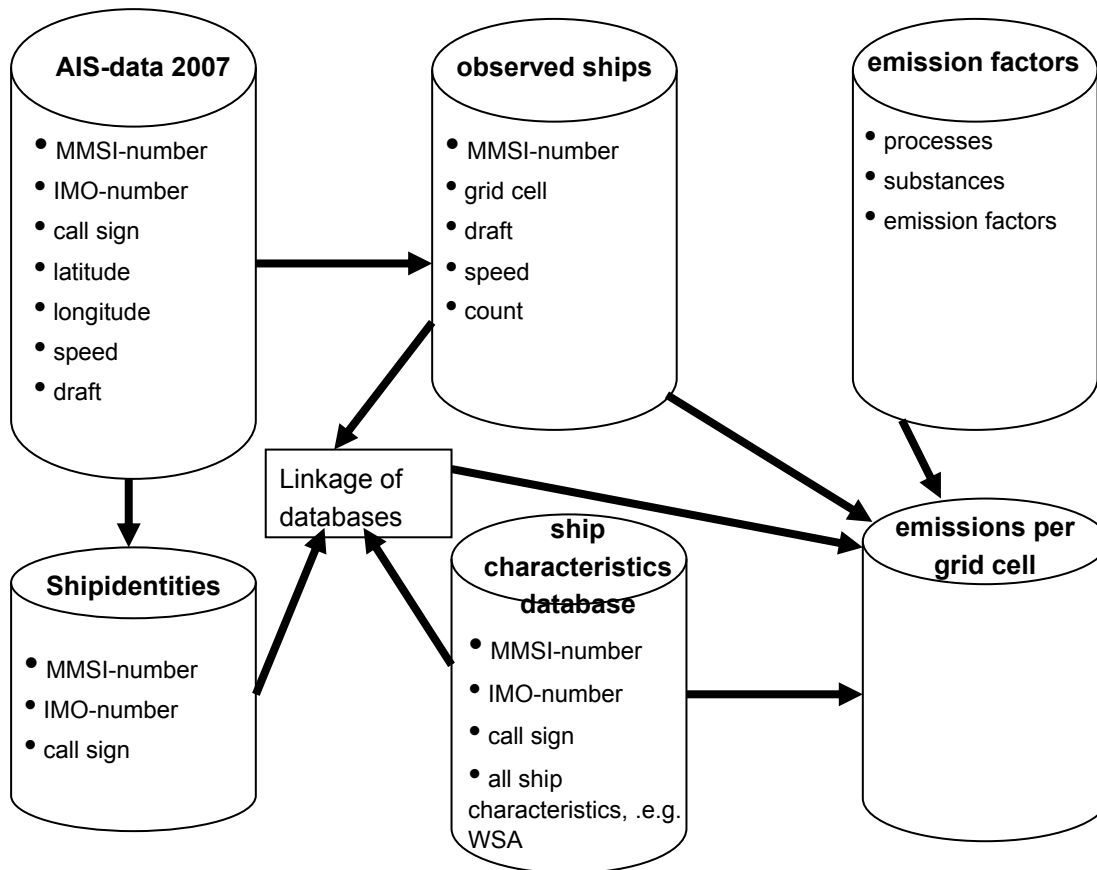 AIS-data 2007
• MMSI-number
• IMO-number
• call sign
• latitude
• longitude
• speed
• draft
observed ships
• MMSI-number
• grid cell
• draft
• speed
• count
emission factors
• processes
• substances
• emission factors
Linkage of
databases
Shipidentities
• MMSI-number
• IMO-number
• call sign
ship
characteristics
database
• MMSI-number
• IMO-number
• call sign
• all ship
characteristics, .e.g.
WSA
emissions per
grid cell